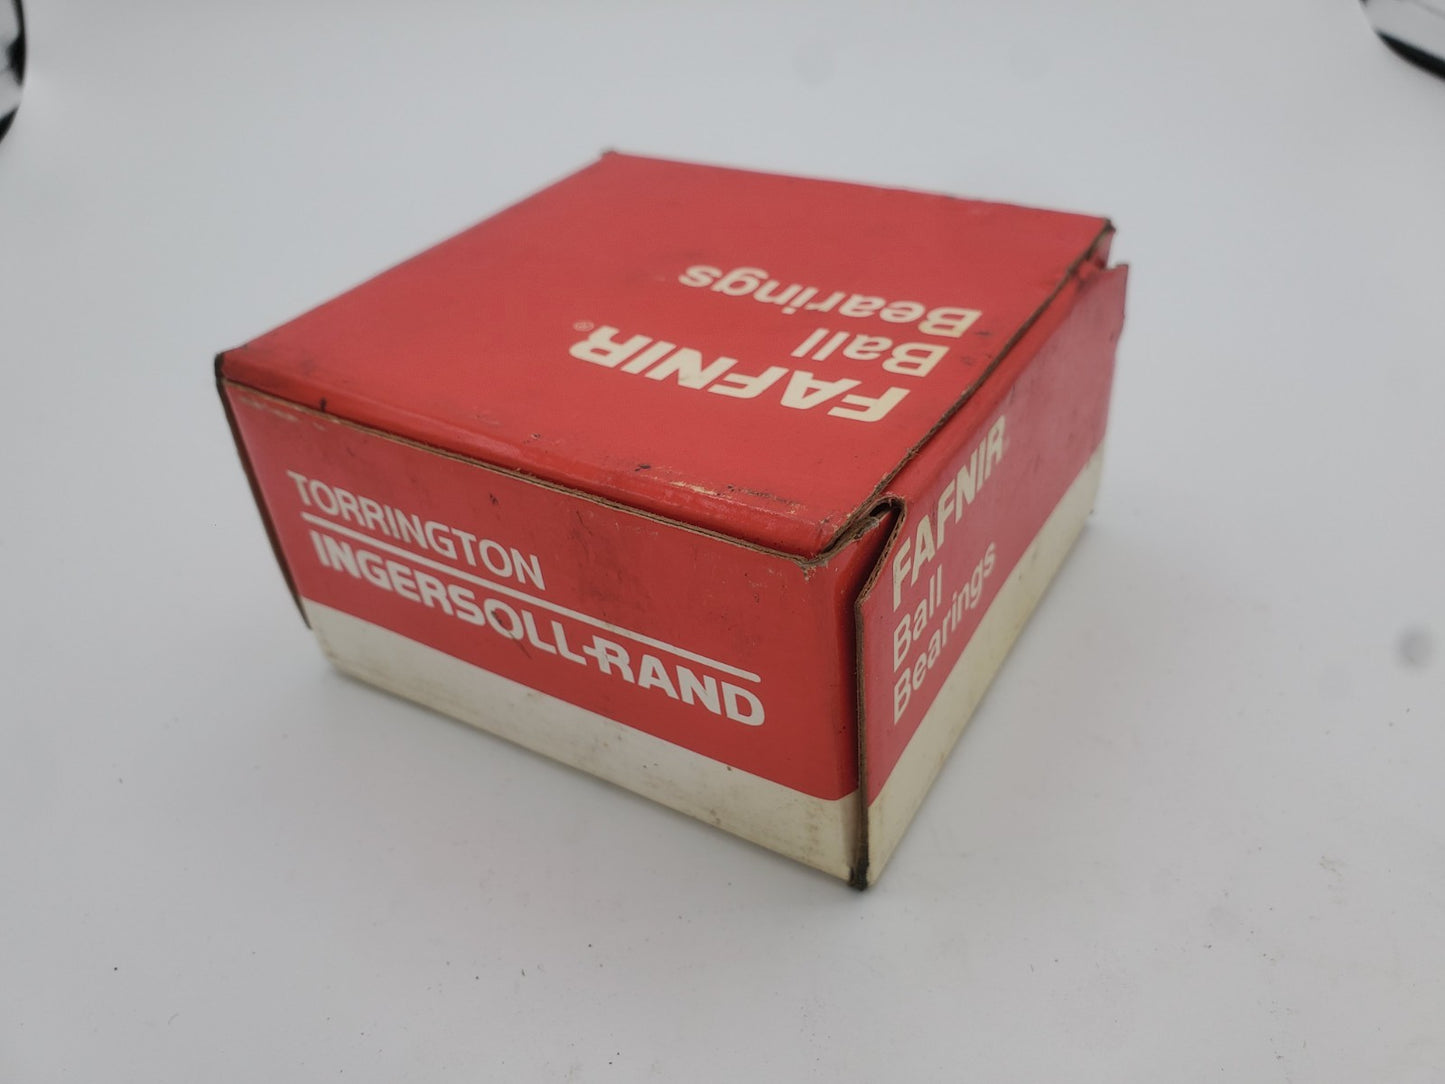 FAFNIR®
Ball
Bearings
TORRINGTON
INGERSOLL-RAND
FAFNIR
Ball
Bearings